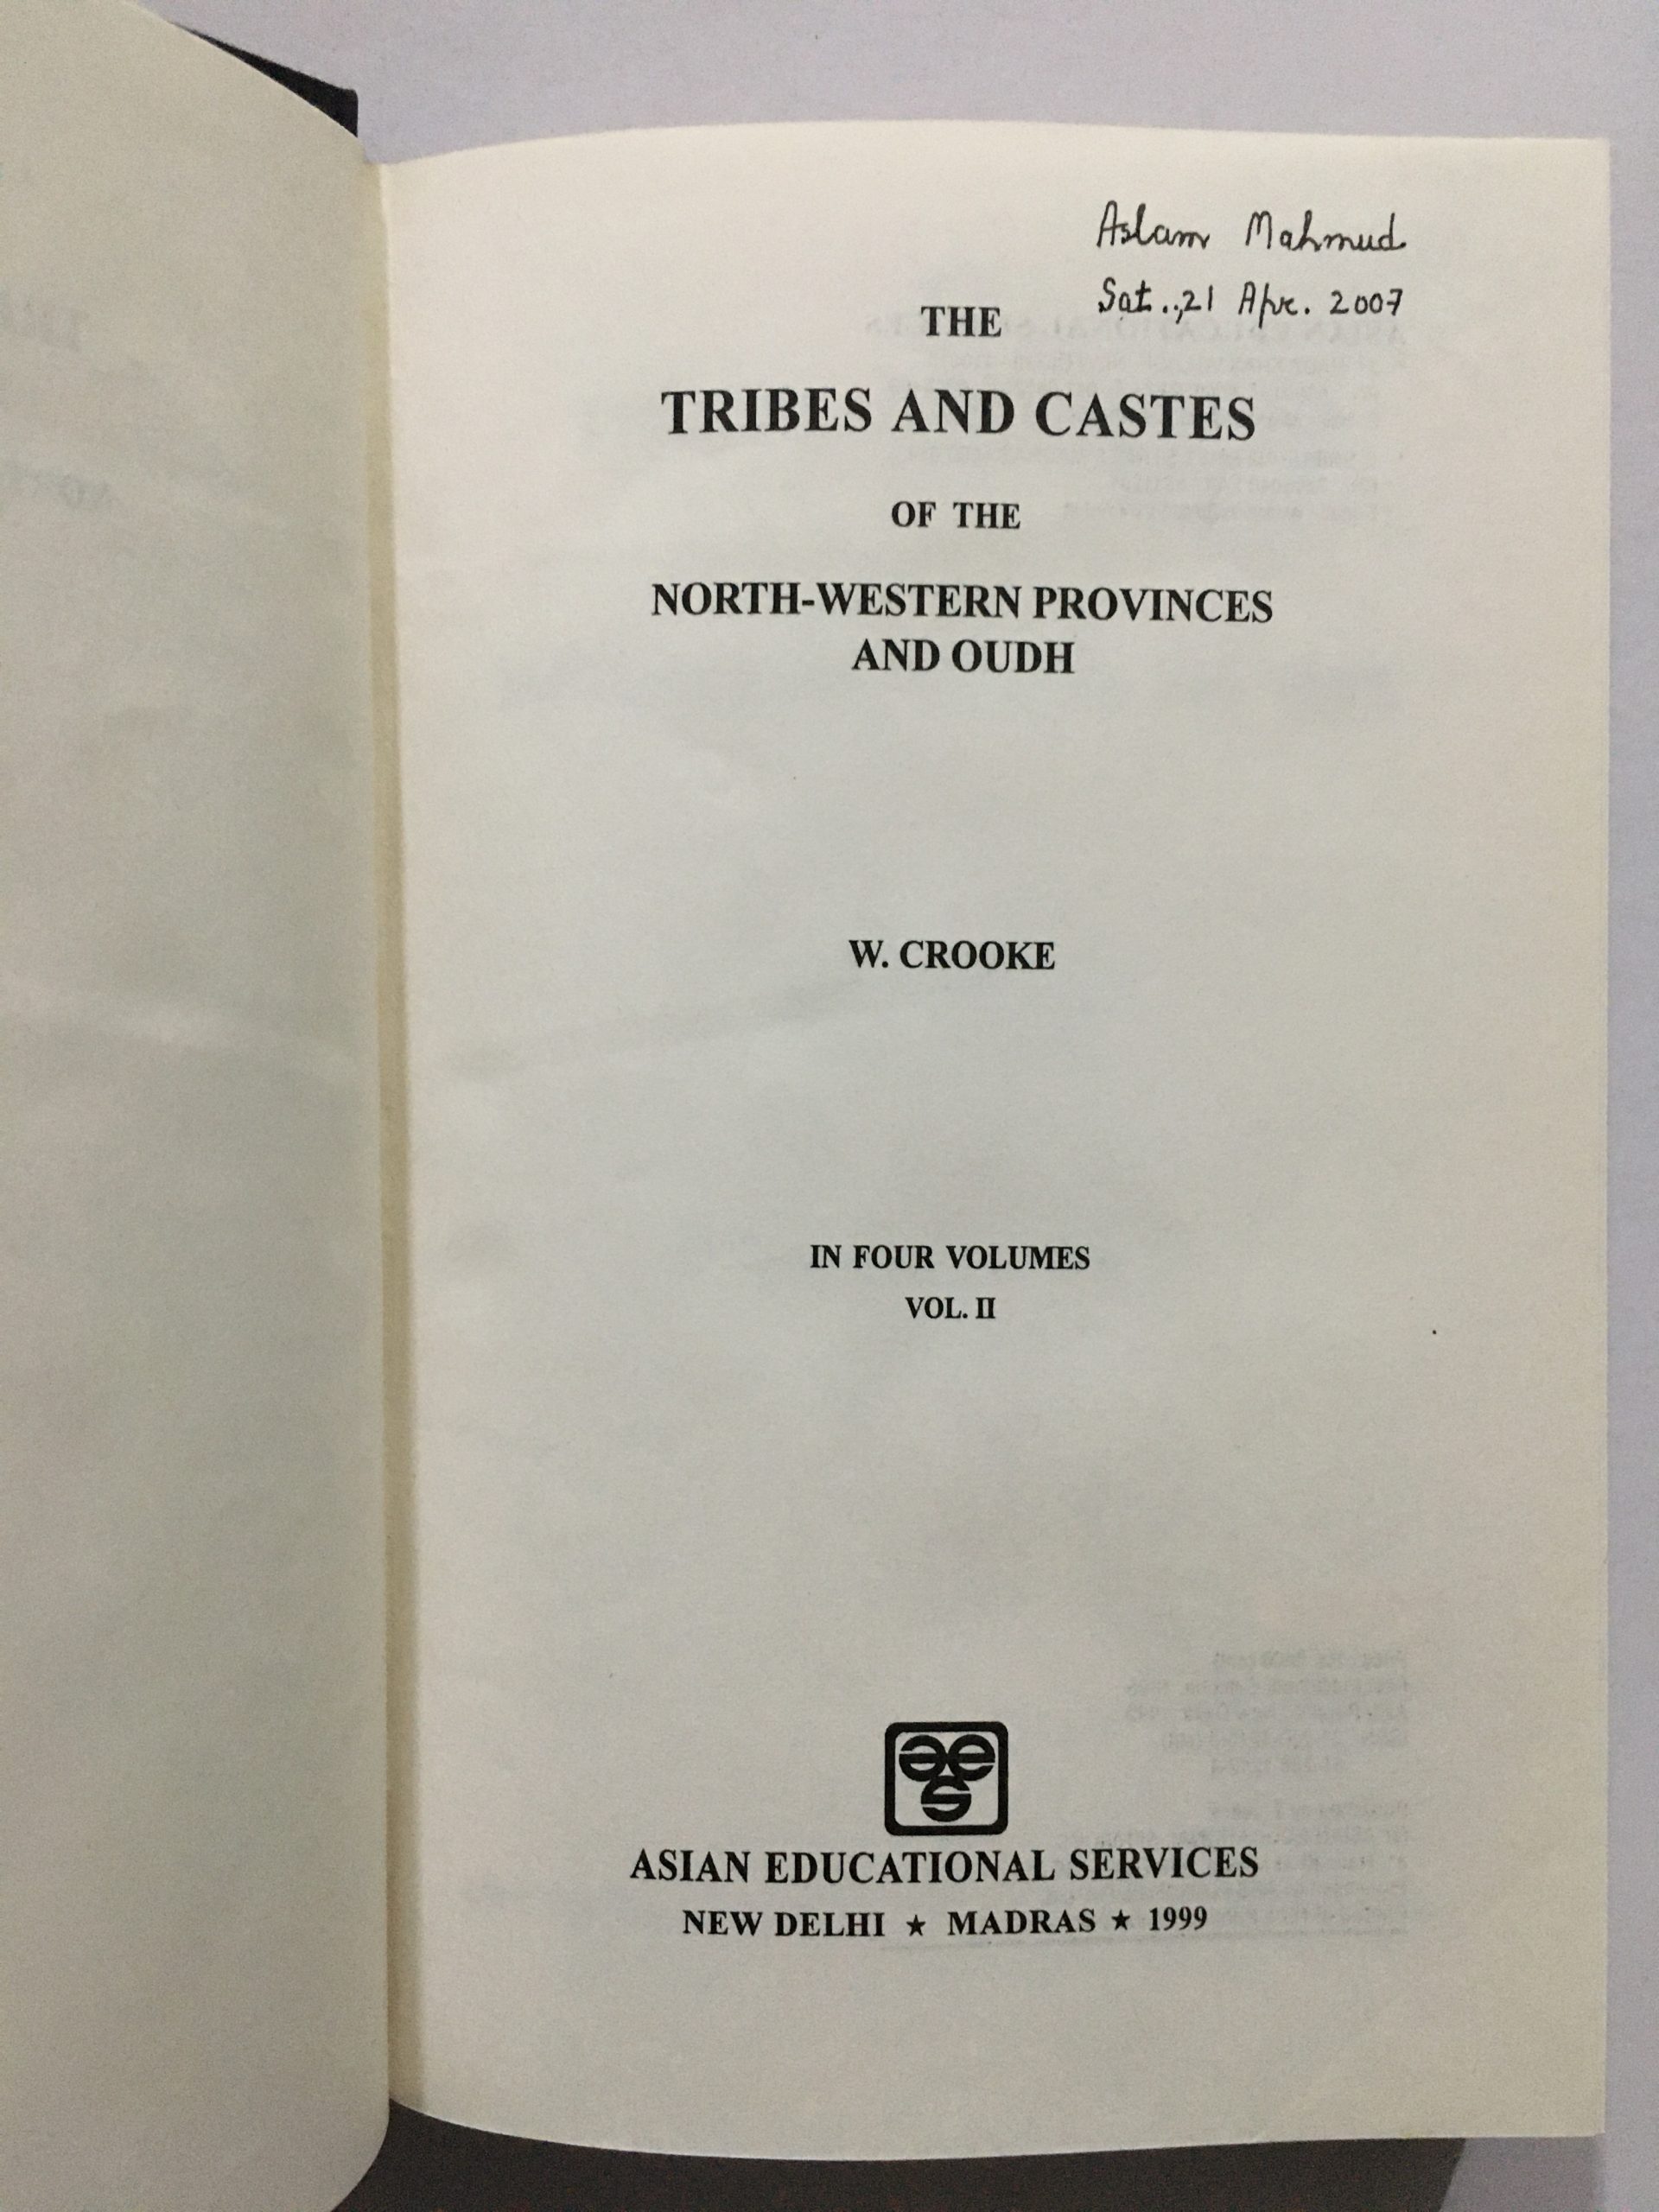 Aslam Mahmud
Sat.,21 Apr. 2007
THE
TRIBES AND CASTES
OF THE
NORTH-WESTERN PROVINCES
AND OUDH
W. CROOKE
IN FOUR VOLUMES
VOL. II
aes
ASIAN EDUCATIONAL SERVICES
NEW DELHI ★ MADRAS ★ 1999